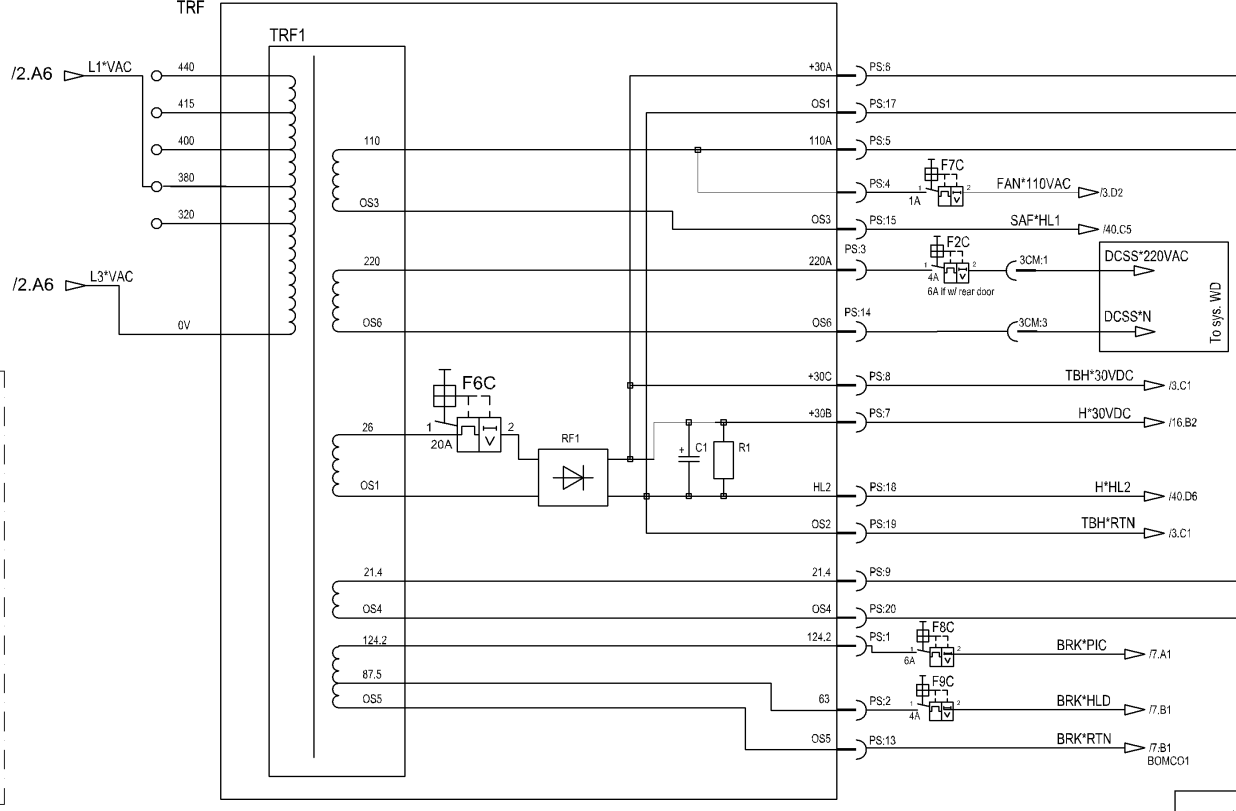 TRF
TRF1
/2.A6
L1*VAC
440
415
400
380
320
/2.A6
L3*VAC
0V
110
OS3
220
OS6
F6C
1
2
20A
26
OS1
RF1
C1
+
R1
21.4
OS4
124.2
87.5
OS5
+30A
PS:6
OS1
PS:17
110A
PS:5
PS:4
F7C
1
2
1A
FAN*110VAC
/3.D2
OS3
PS:15
SAF*HL1
/40.C5
PS:3
220A
F2C
1
2
4A
6A If w/ rear door
3CM:1
DCSS*220VAC
OS6
PS:14
3CM:3
DCSS*N
To sys. WD
+30C
PS:8
TBH*30VDC
/3.C1
+30B
PS:7
H*30VDC
/16.B2
HL2
PS:18
H*HL2
/40.D6
OS2
PS:19
TBH*RTN
/3.C1
21.4
PS:9
OS4
PS:20
124.2
PS:1
F8C
1
2
6A
BRK*PIC
/7.A1
63
PS:2
F9C
1
2
4A
BRK*HLD
/7.B1
OS5
PS:13
BRK*RTN
/7.B1
BOMCO1